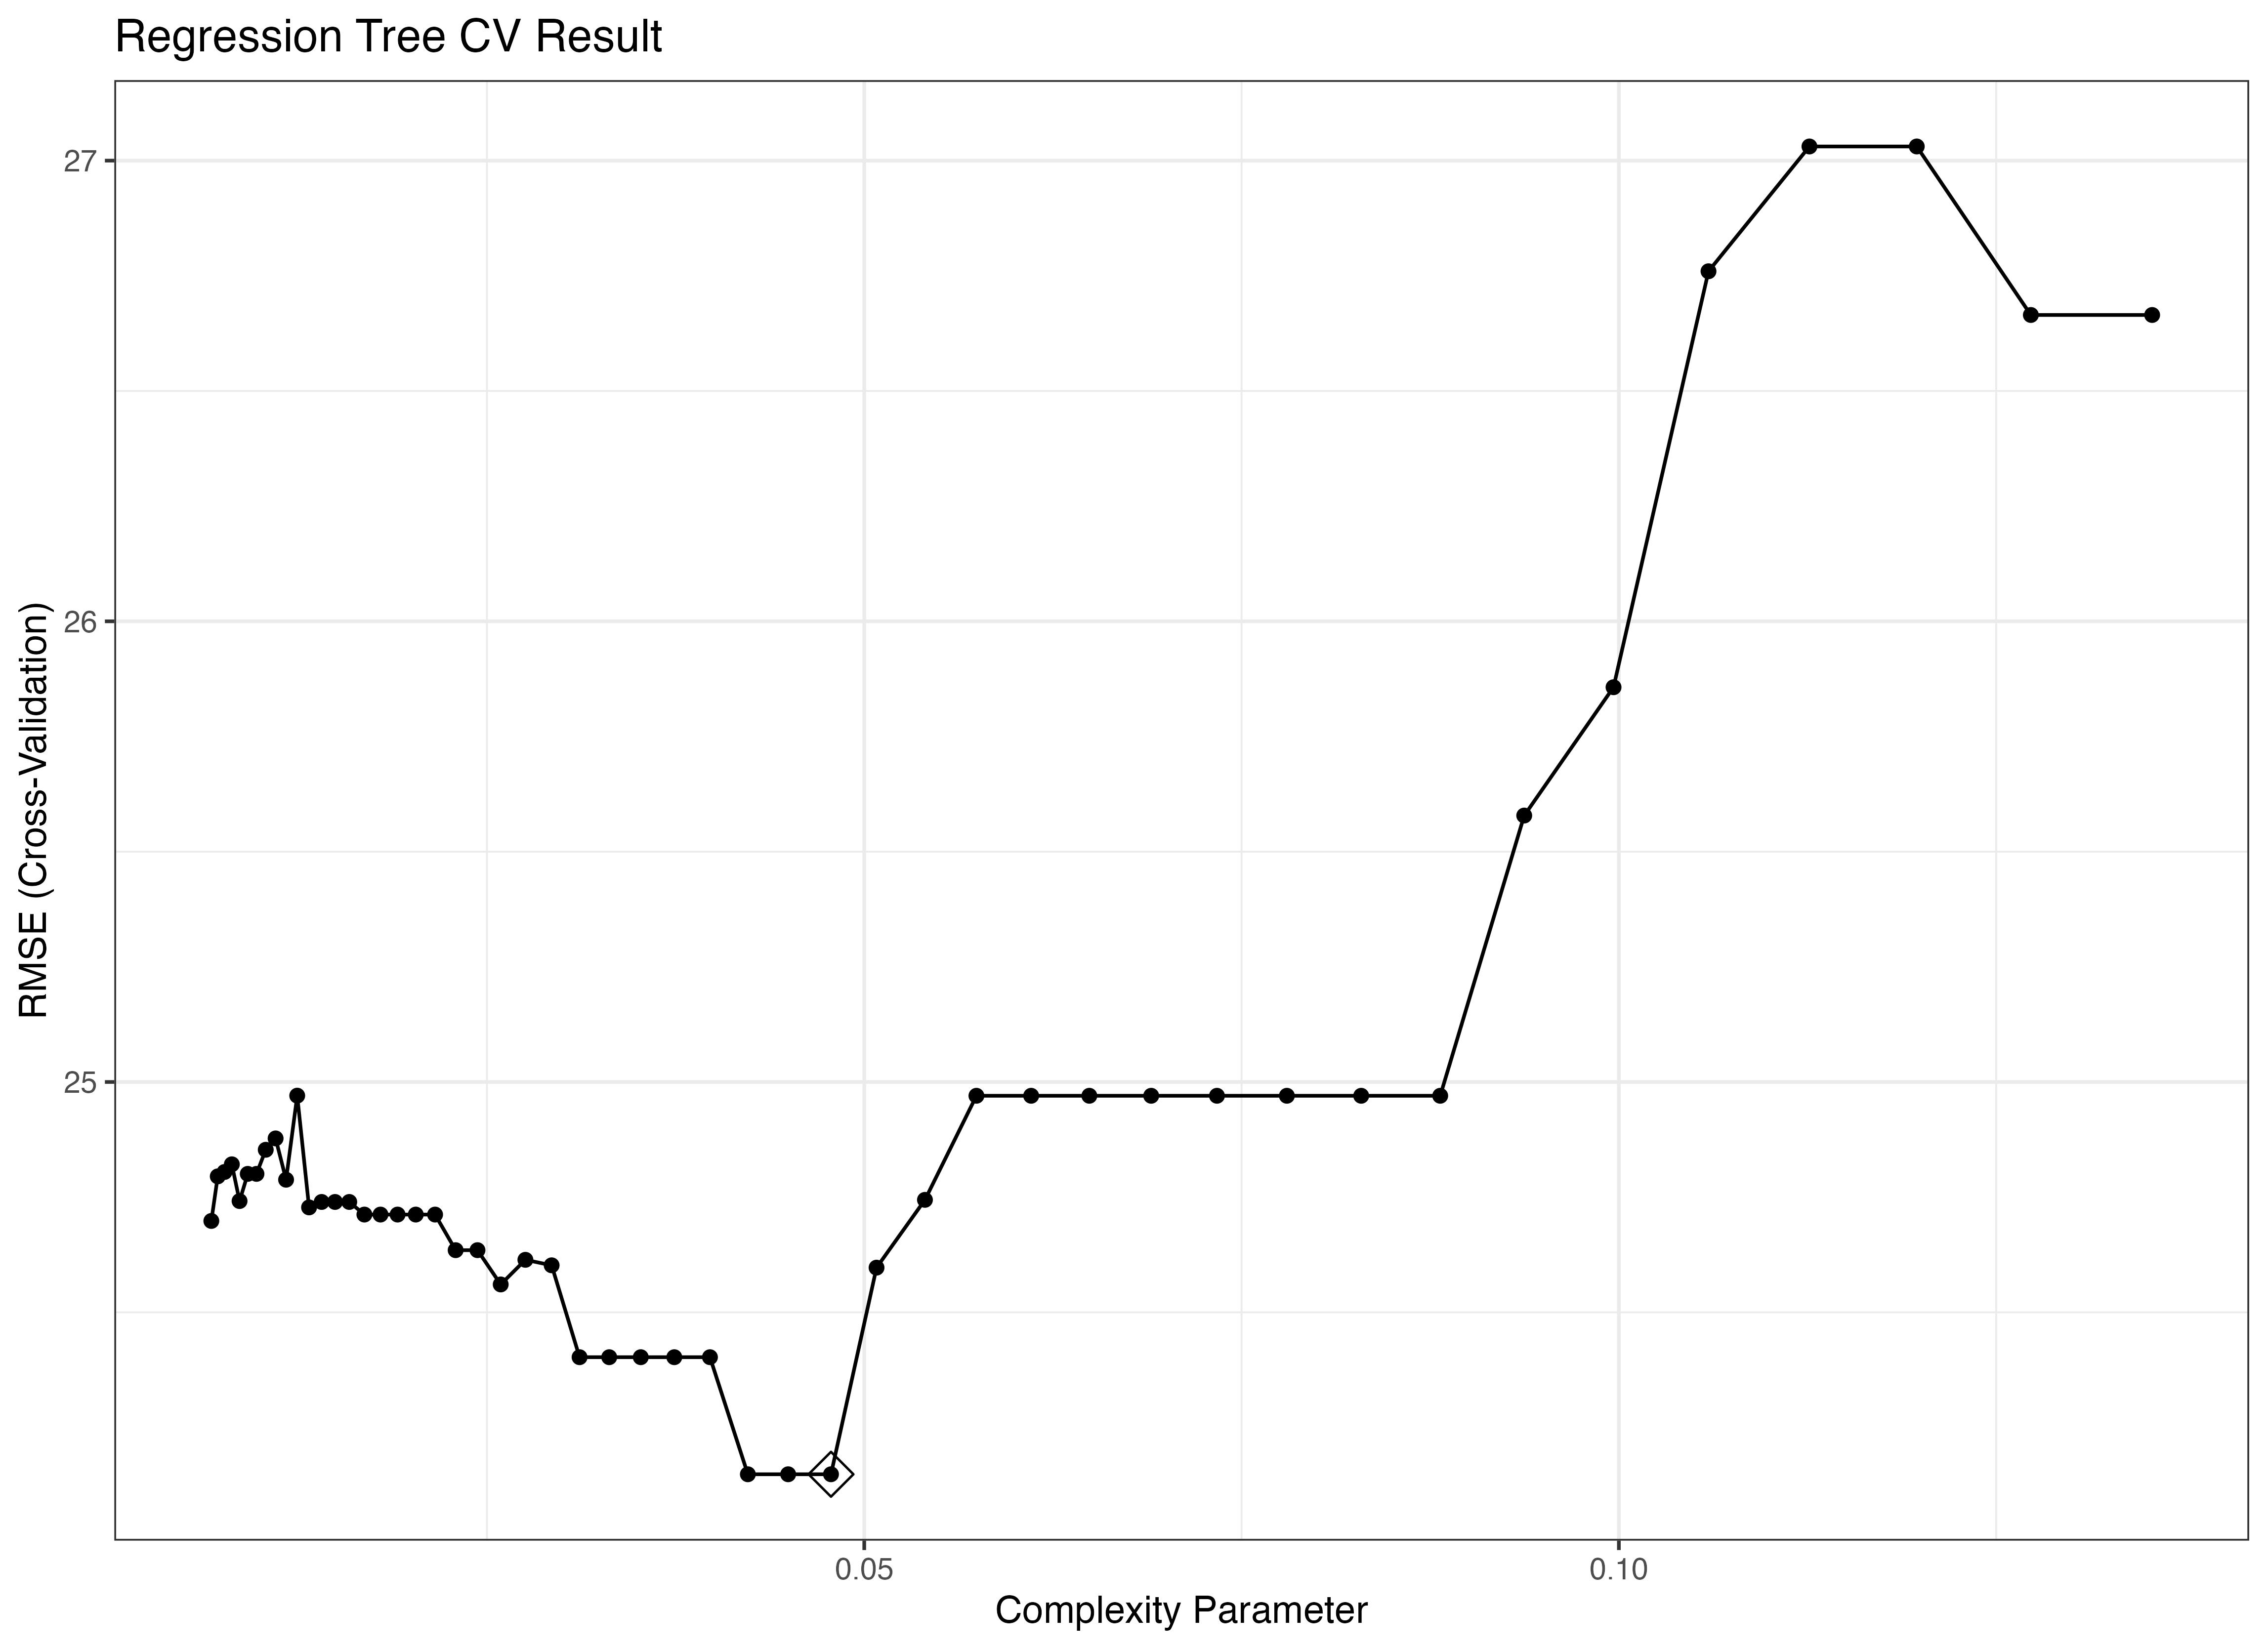 Regression Tree CV Result
27
26
25
RMSE (Cross-Validation)
0.05
0.10
Complexity Parameter